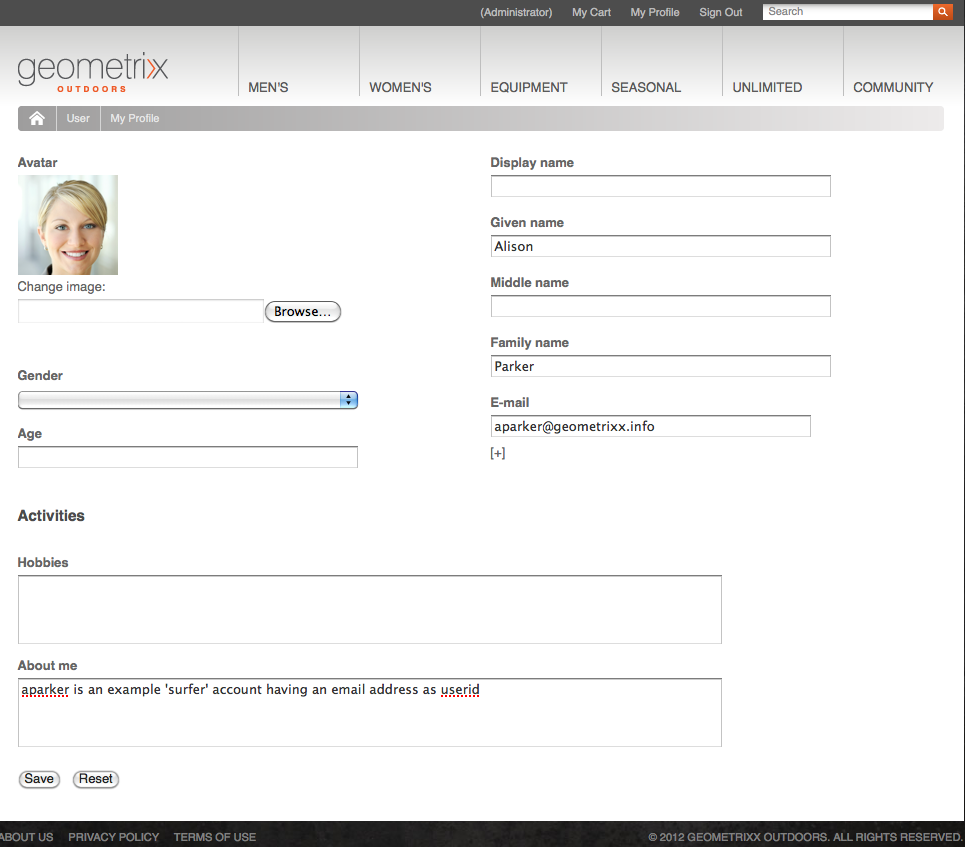 (Administrator) My Cart My Profile Sign Out Search
geometrixx
OUTDOORS
MEN'S WOMEN'S EQUIPMENT SEASONAL UNLIMITED COMMUNITY
User My Profile
Avatar
Change image:
Browse...
Gender
Age
Display name
Given name
Alison
Middle name
Family name
Parker
E-mail
aparker@geometrixx.info
[+]
Activities
Hobbies
About me
aparker is an example 'surfer' account having an email address as userid
Save Reset
ABOUT US PRIVACY POLICY TERMS OF USE © 2012 GEOMETRIXX OUTDOORS. ALL RIGHTS RESERVED.